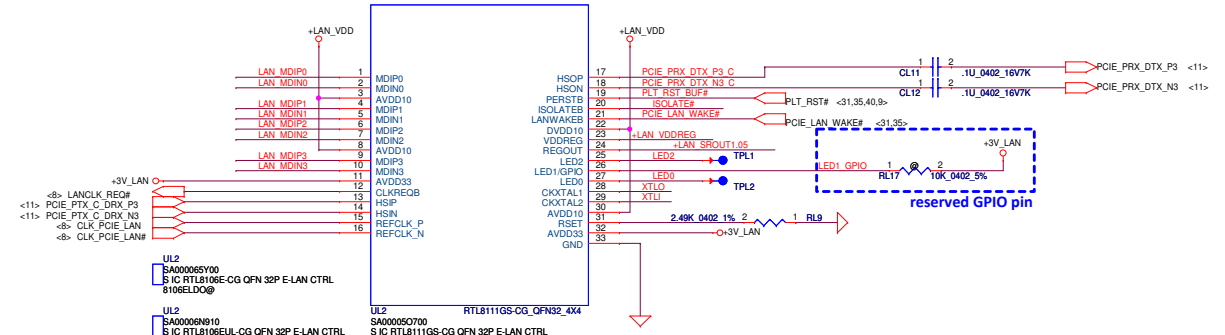 +LAN_VDD
+LAN_VDD
LAN_MDIP0 1 MDIP0
LAN_MDIN0 2 MDIN0
3 AVDD10
LAN_MDIP1 4 MDIP1
LAN_MDIN1 5 MDIN1
LAN_MDIP2 6 MDIP2
LAN_MDIN2 7 MDIN2
8 AVDD10
LAN_MDIP3 9 MDIP3
LAN_MDIN3 10 MDIN3
+3V_LAN 11 AVDD33
<8> LANCLK_REQ# 12 CLKREQB
<11> PCIE_PTX_C_DRX_P3 13 HSIP
<11> PCIE_PTX_C_DRX_N3 14 HSIN
<8> CLK_PCIE_LAN 15 REFCLK_P
<8> CLK_PCIE_LAN# 16 REFCLK_N
HSOP 17 PCIE_PRX_DTX_P3_C 1 2 PCIE_PRX_DTX_P3 <11>
CL11 .1U_0402_16V7K
HSON 18 PCIE_PRX_DTX_N3_C 1 2 PCIE_PRX_DTX_N3 <11>
CL12 .1U_0402_16V7K
PERSTB 19 PLT_RST_BUF#
PLT_RST# <31,35,40,9>
ISOLATEB 20 ISOLATE#
LANWAKEB 21 PCIE_LAN_WAKE#
PCIE_LAN_WAKE# <31,35>
DVDD10 22
VDDREG 23 +LAN_VDDREG
REGOUT 24 +LAN_SROUT1.05
LED2 25 LED2 TPL1
LED1/GPIO 26 LED1_GPIO 1 @ 2 +3V_LAN
RL17 10K_0402_5%
LED0 27 LED0 TPL2
CKXTAL1 28 XTLO
CKXTAL2 29 XTLI
reserved GPIO pin
AVDD10 30
RSET 31 2.49K_0402_1% 2 1 RL9
AVDD33 32 +3V_LAN
GND 33
UL2
SA000065Y00
S IC RTL8106E-CG QFN 32P E-LAN CTRL
8106ELDO@
UL2
SA00006N910
S IC RTL8106EUL-CG QFN 32P E-LAN CTRL
UL2 RTL8111GS-CG_QFN32_4X4
SA00005O700
S IC RTL8111GS-CG QFN 32P E-LAN CTRL